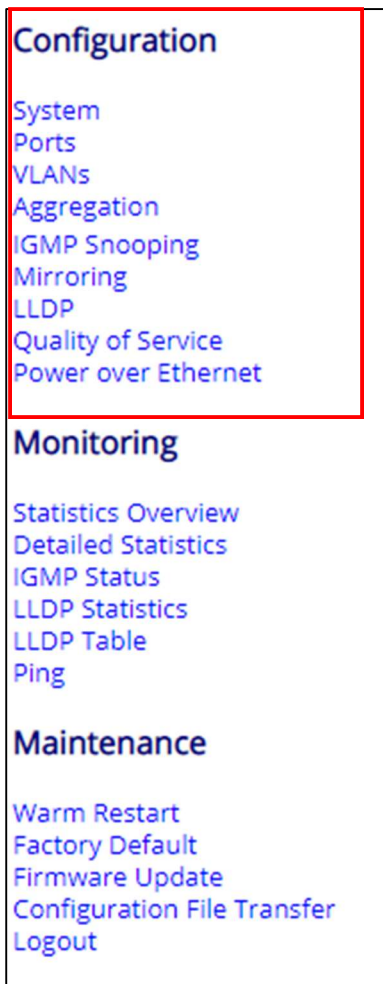 Configuration
System
Ports
VLANs
Aggregation
IGMP Snooping
Mirroring
LLDP
Quality of Service
Power over Ethernet
Monitoring
Statistics Overview
Detailed Statistics
IGMP Status
LLDP Statistics
LLDP Table
Ping
Maintenance
Warm Restart
Factory Default
Firmware Update
Configuration File Transfer
Logout